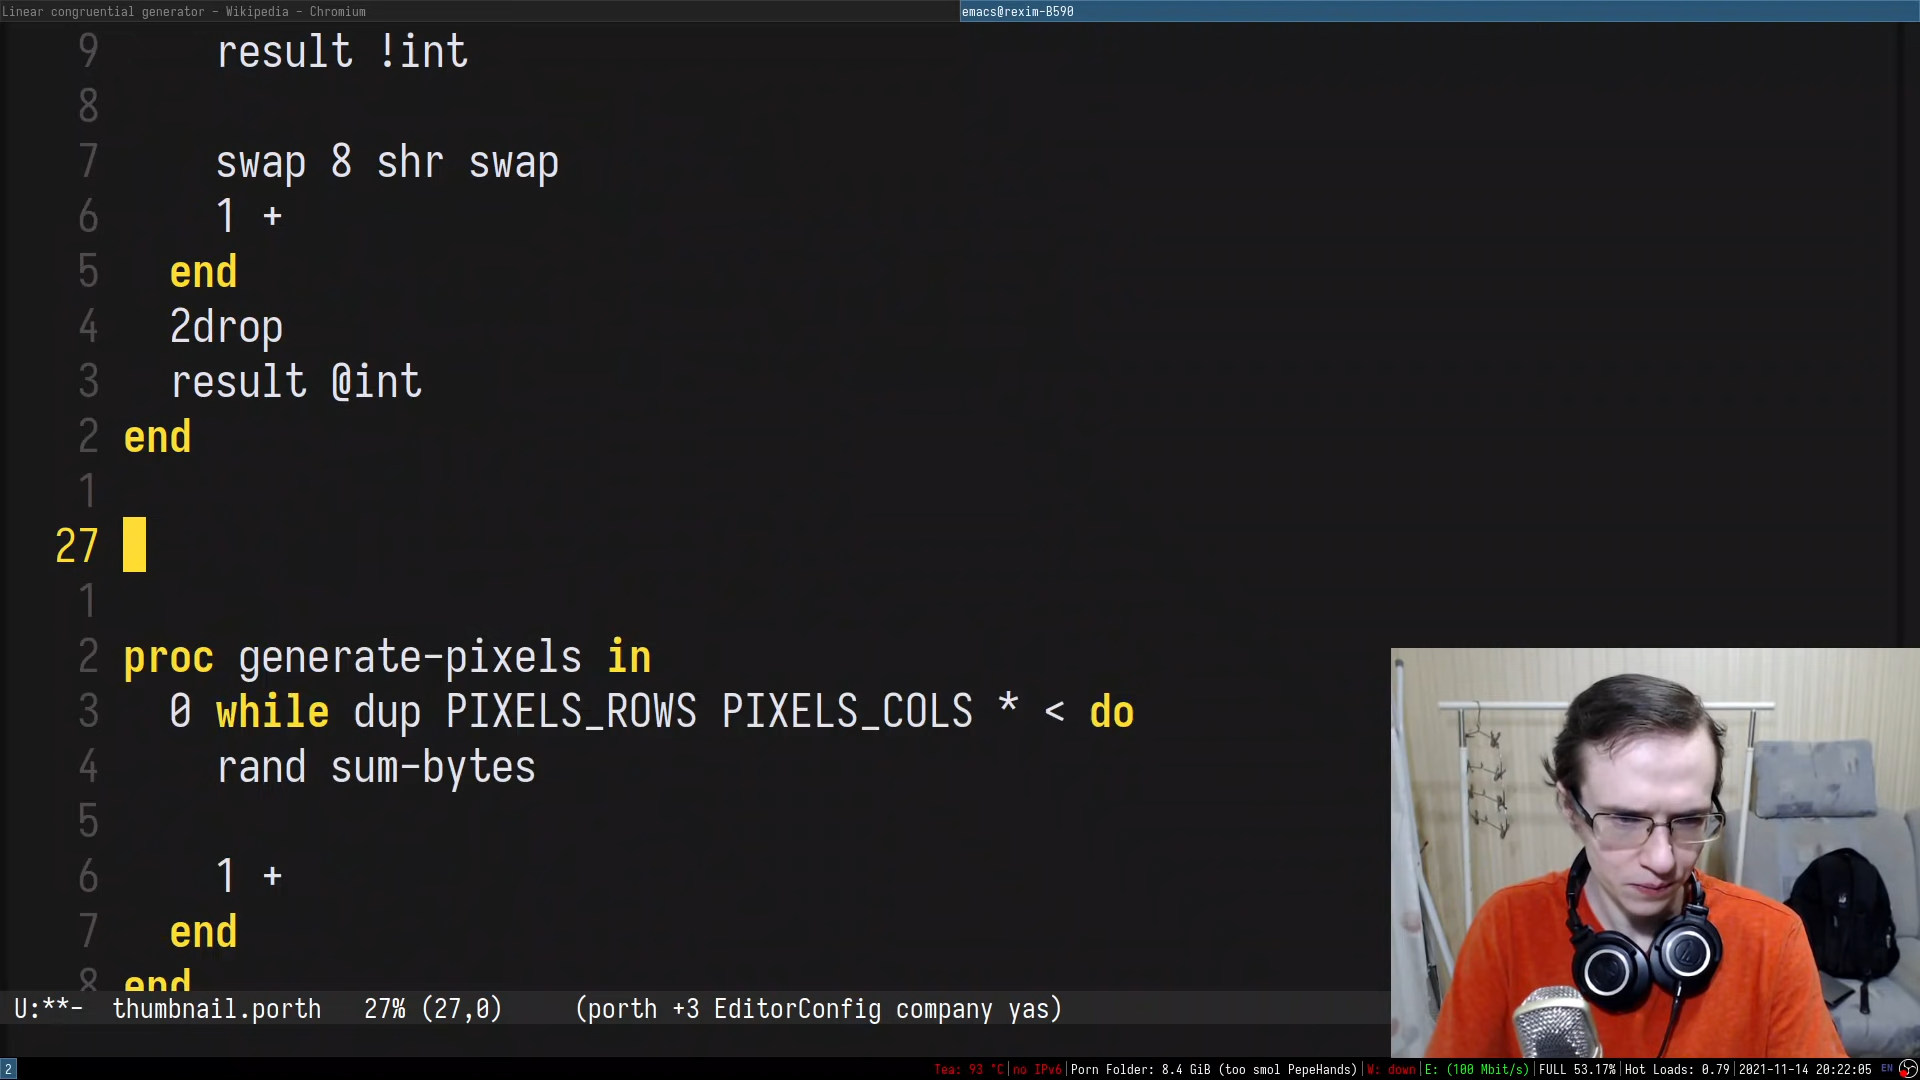 Linear congruential generator - Wikipedia - Chromium
emacs@rexim-B590
9 result !int
8
7 swap 8 shr swap
6 1 +
5 end
4 2drop
3 result @int
2 end
1
27
1
2 proc generate-pixels in
3 0 while dup PIXELS_ROWS PIXELS_COLS * < do
4 rand sum-bytes
5
6 1 +
7 end
8 end
U:**- thumbnail.porth 27% (27,0) (porth +3 EditorConfig company yas)
2 Tea: 93 °C|no IPv6|Porn Folder: 8.4 GiB (too smol PepeHands)|W: down|E: (100 Mbit/s)|FULL 53.17%|Hot Loads: 0.79|2021-11-14 20:22:05 EN